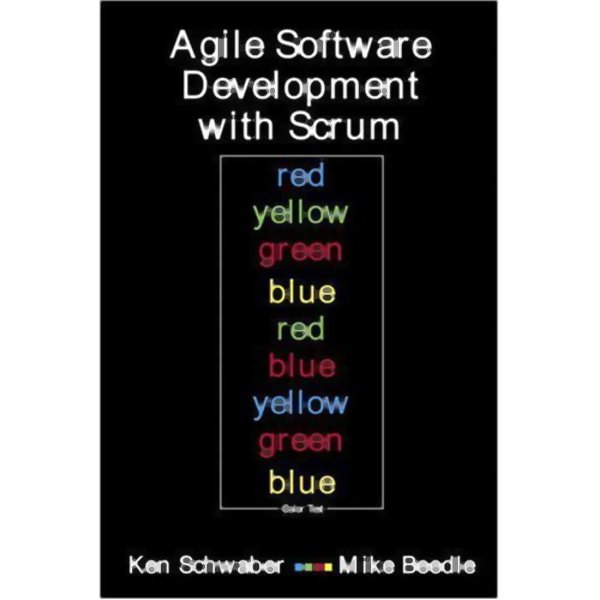 Agile Software
Development
with Scrum
red
yellow
green
blue
red
blue
yellow
green
blue
Color Test
Ken Schwaber Mike Beedle